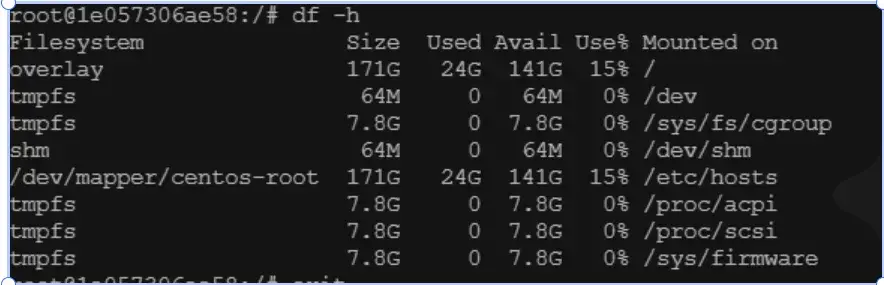 root@1e057306ae58:/# df -h
Filesystem Size Used Avail Use% Mounted on
overlay 171G 24G 141G 15% /
tmpfs 64M 0 64M 0% /dev
tmpfs 7.8G 0 7.8G 0% /sys/fs/cgroup
shm 64M 0 64M 0% /dev/shm
/dev/mapper/centos-root 171G 24G 141G 15% /etc/hosts
tmpfs 7.8G 0 7.8G 0% /proc/acpi
tmpfs 7.8G 0 7.8G 0% /proc/scsi
tmpfs 7.8G 0 7.8G 0% /sys/firmware
root@1e057306ae58:/# exit